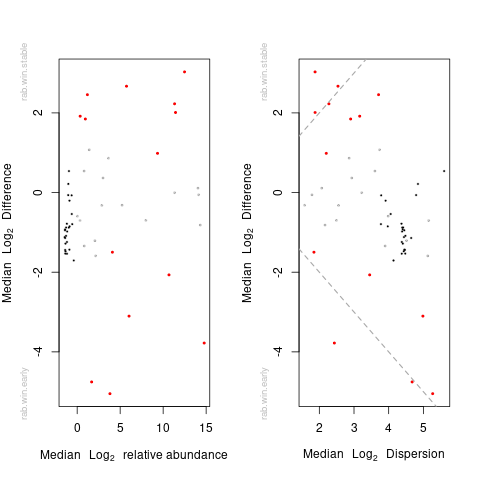 rab.win.stable
rab.win.early
Median Log2 Difference
2
0
-2
-4
0 5 10 15
Median Log2 relative abundance
rab.win.stable
rab.win.early
Median Log2 Difference
2
0
-2
-4
2 3 4 5
Median Log2 Dispersion